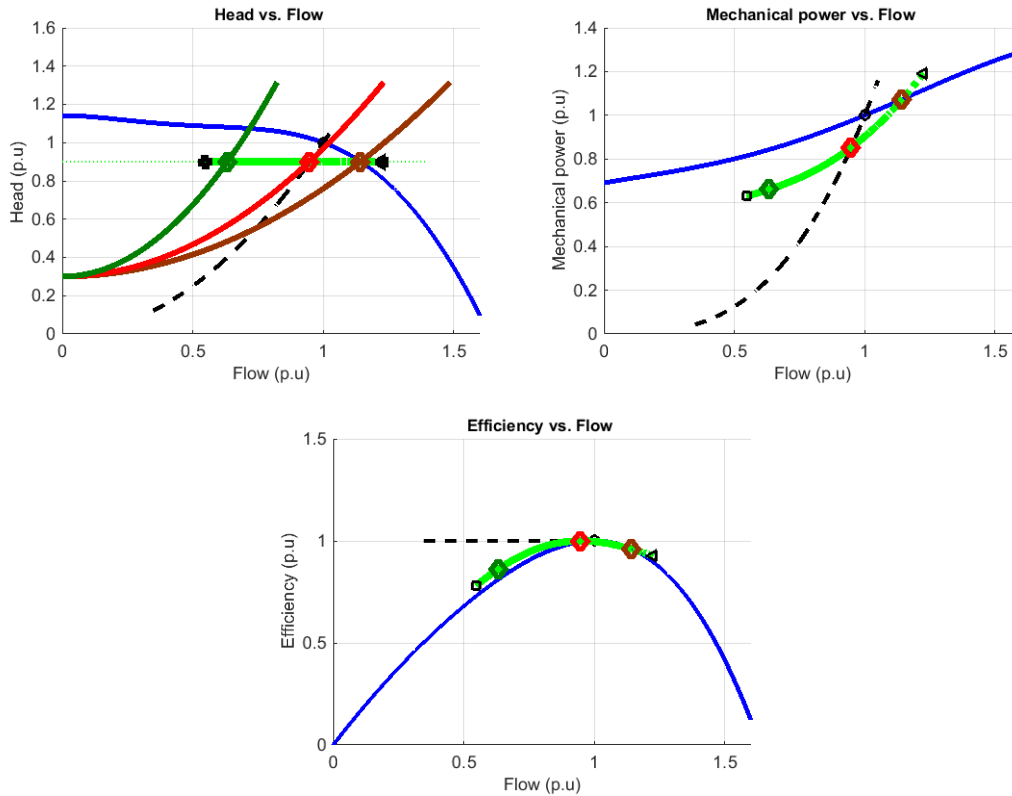 Head vs. Flow
1.6
1.4
1.2
1
0.8
0.6
0.4
0.2
0
Head (p.u)
0 0.5 1 1.5
Flow (p.u)
Mechanical power vs. Flow
1.4
1.2
1
0.8
0.6
0.4
0.2
0
Mechanical power (p.u)
0 0.5 1 1.5
Flow (p.u)
Efficiency vs. Flow
1.5
1
0.5
0
Efficiency (p.u)
0 0.5 1 1.5
Flow (p.u)